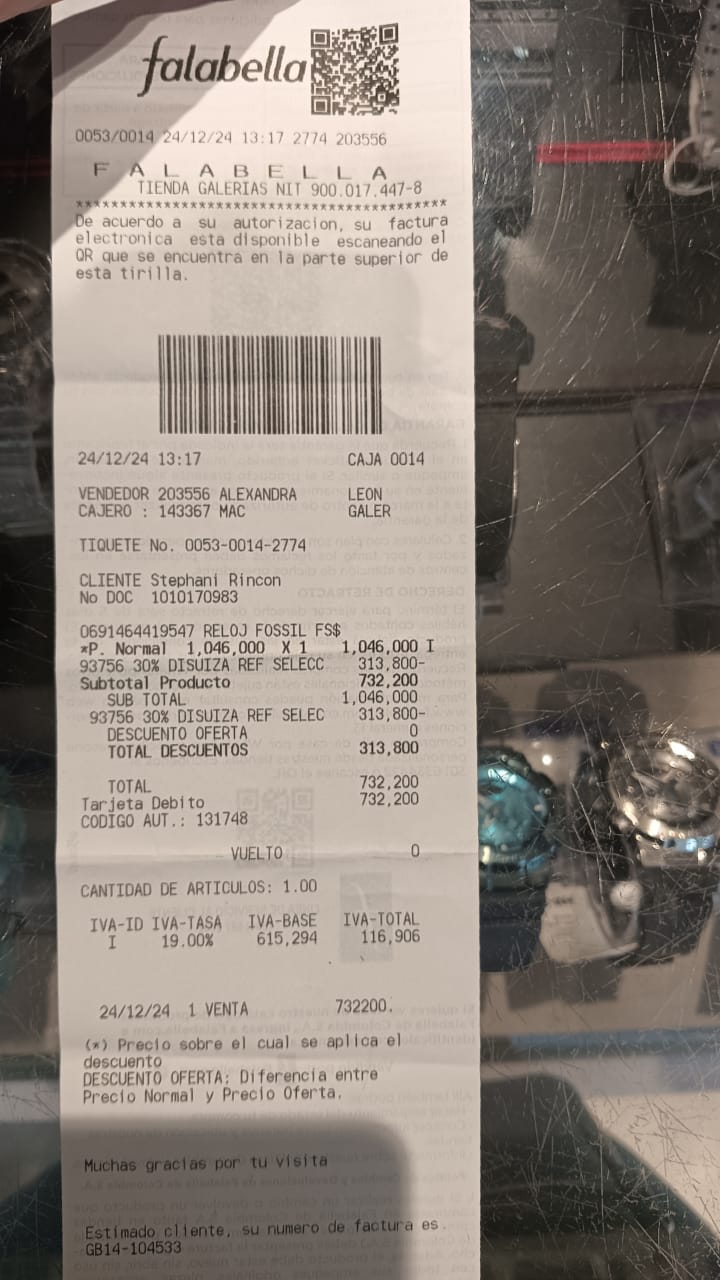 falabella
0053/0014 24/12/24 13:17 2774 203556
F A L A B E L L A
TIENDA GALERIAS NIT 900.017.447-8
******************************************
De acuerdo a su autorizacion, su factura
electronica esta disponible escaneando el
QR que se encuentra en la parte superior de
esta tirilla.
24/12/24 13:17 CAJA 0014
VENDEDOR 203556 ALEXANDRA LEON
CAJERO : 143367 MAC GALER
TIQUETE No. 0053-0014-2774
CLIENTE Stephani Rincon
No DOC 1010170983
0691464419547 RELOJ FOSSIL FS$
*P. Normal 1,046,000 X 1 1,046,000 I
93756 30% DISUIZA REF SELECC 313,800-
Subtotal Producto 732,200
SUB TOTAL 1,046,000
93756 30% DISUIZA REF SELEC 313,800-
DESCUENTO OFERTA 0
TOTAL DESCUENTOS 313,800
TOTAL 732,200
Tarjeta Debito 732,200
CODIGO AUT.: 131748
VUELTO 0
CANTIDAD DE ARTICULOS: 1.00
IVA-ID IVA-TASA IVA-BASE IVA-TOTAL
I 19.00% 615,294 116,906
24/12/24 1 VENTA 732200.
(*) Precio sobre el cual se aplica el
descuento
DESCUENTO OFERTA: Diferencia entre
Precio Normal y Precio Oferta.
Muchas gracias por tu visita
Estimado cliente, su numero de factura es
GB14-104533